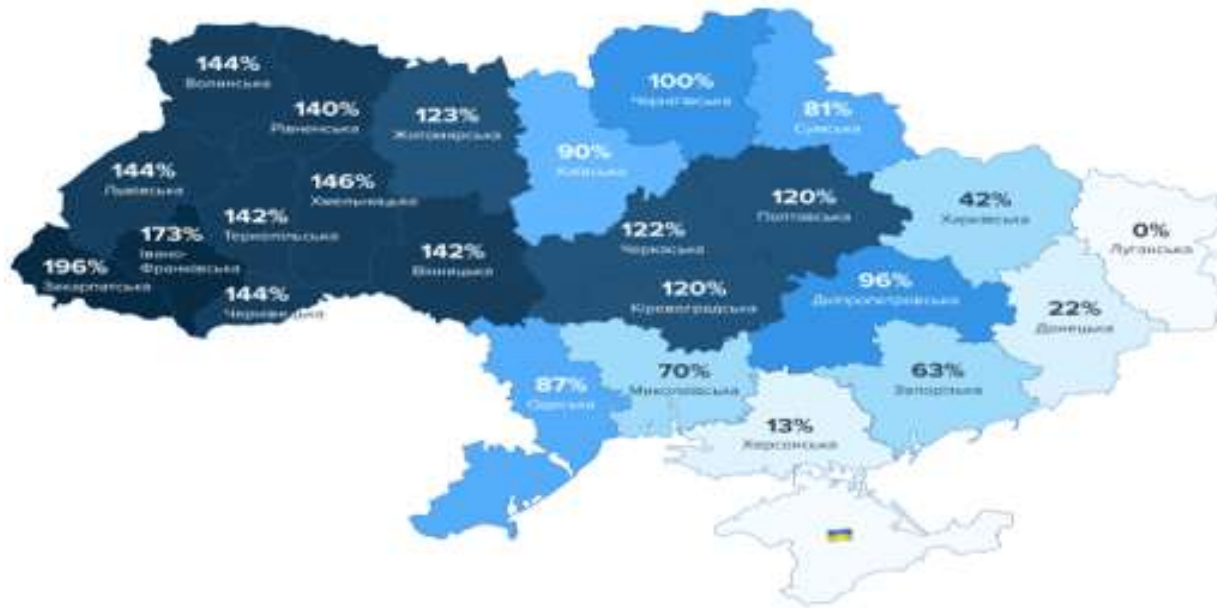 144%
Волинська
140%
Рівненська
123%
Житомирська
90%
Київська
100%
Чернігівська
81%
Сумська
144%
Львівська
146%
Хмельницька
142%
Тернопільська
173%
Івано-
Франківська
196%
Закарпатська
144%
Чернівецька
142%
Вінницька
122%
Черкаська
120%
Полтавська
42%
Харківська
0%
Луганська
120%
Кіровоградська
96%
Дніпропетровська
22%
Донецька
87%
Одеська
70%
Миколаївська
63%
Запорізька
13%
Херсонська